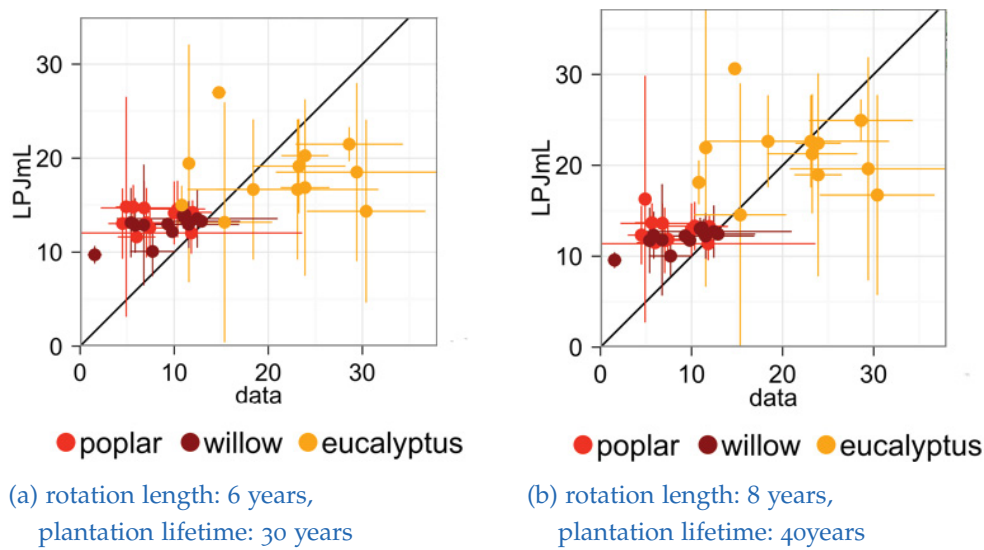 30
20
10
0
LPJmL
0 10 20 30
data
poplar willow eucalyptus
(a) rotation length: 6 years,
plantation lifetime: 30 years
30
20
10
0
LPJmL
0 10 20 30
data
poplar willow eucalyptus
(b) rotation length: 8 years,
plantation lifetime: 40years